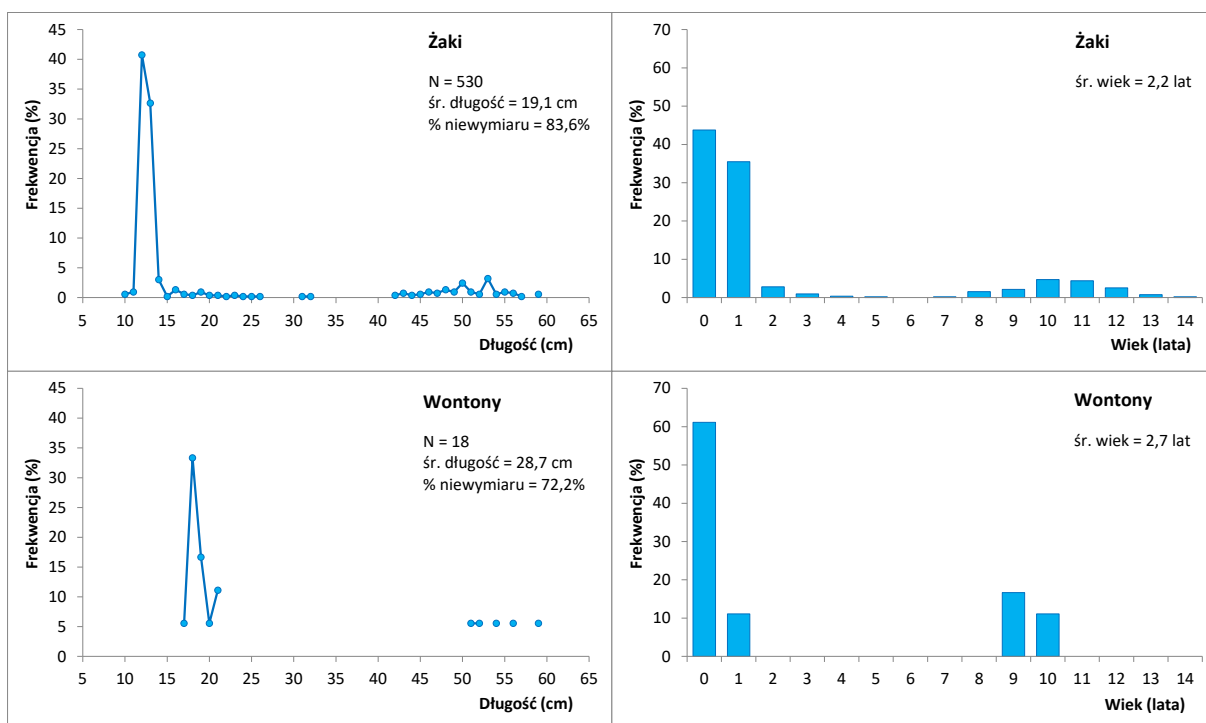 Żaki
N = 530
śr. długość = 19,1 cm
% niewymiaru = 83,6%
Frekwencja (%)
45
40
35
30
25
20
15
10
5
0
5 10 15 20 25 30 35 40 45 50 55 60 65
Długość (cm)
Żaki
śr. wiek = 2,2 lat
Frekwencja (%)
70
60
50
40
30
20
10
0
0 1 2 3 4 5 6 7 8 9 10 11 12 13 14
Wiek (lata)
Wontony
N = 18
śr. długość = 28,7 cm
% niewymiaru = 72,2%
Frekwencja (%)
45
40
35
30
25
20
15
10
5
0
5 10 15 20 25 30 35 40 45 50 55 60 65
Długość (cm)
Wontony
śr. wiek = 2,7 lat
Frekwencja (%)
70
60
50
40
30
20
10
0
0 1 2 3 4 5 6 7 8 9 10 11 12 13 14
Wiek (lata)